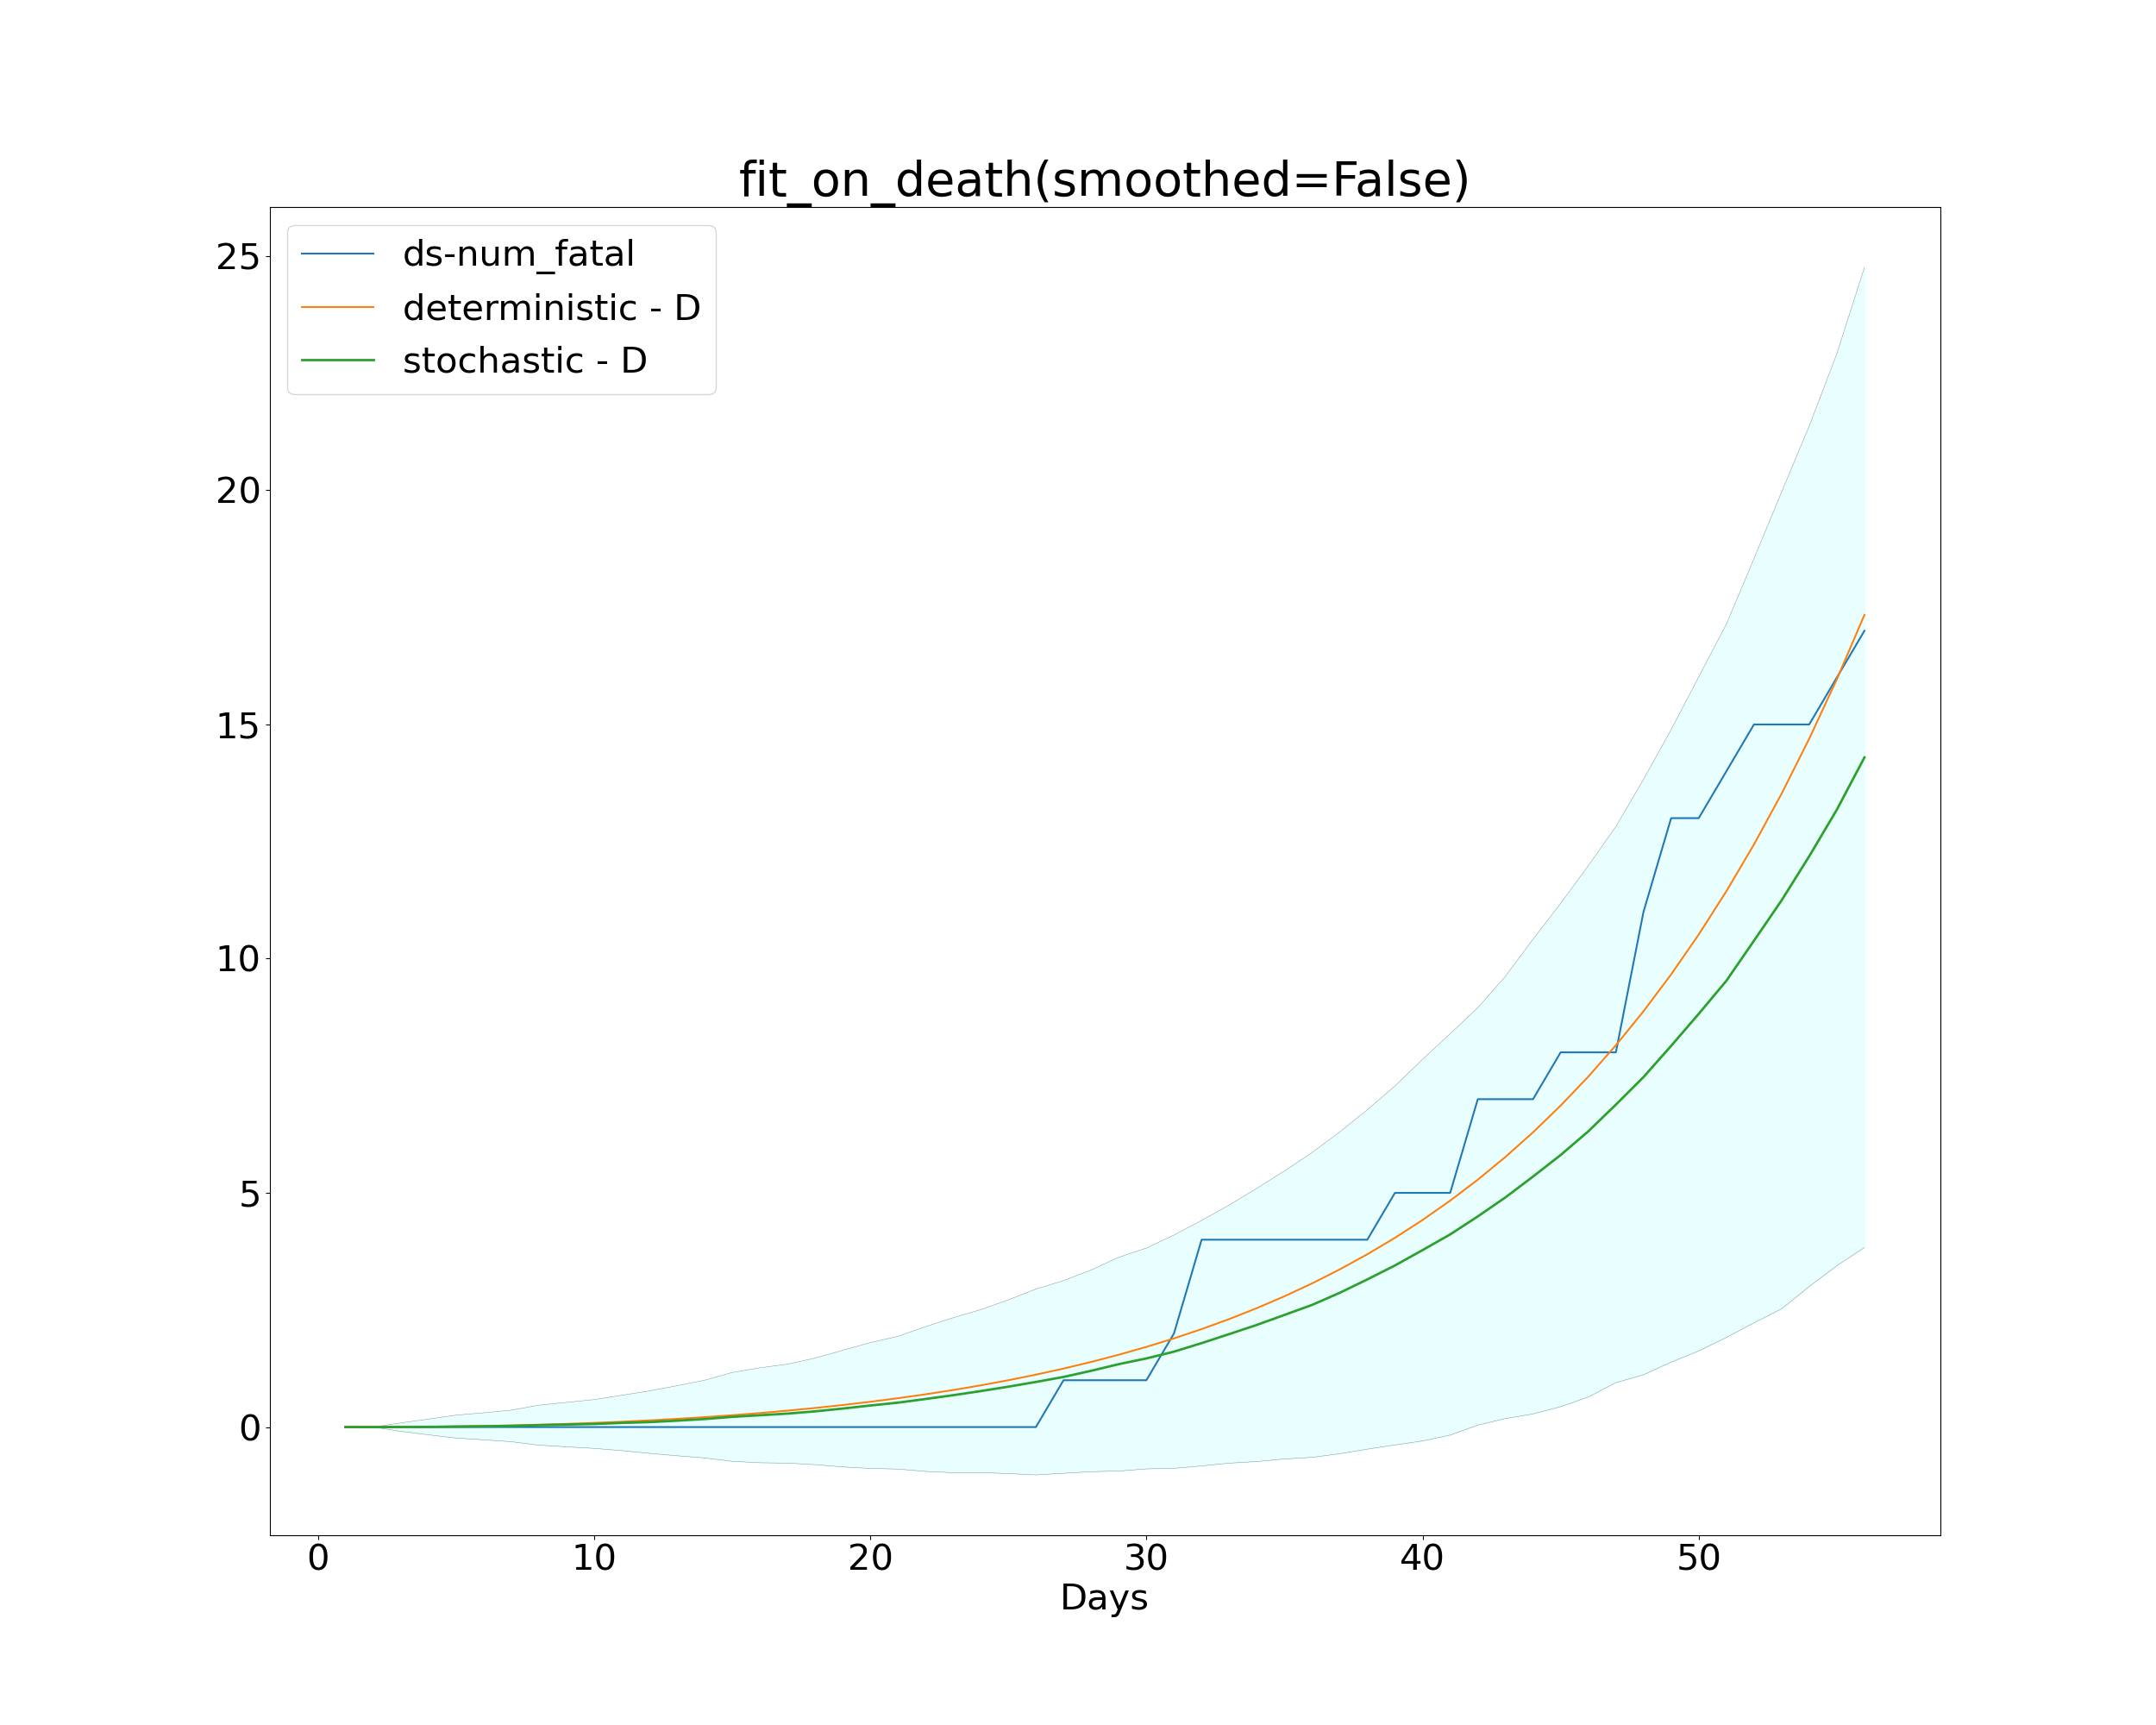 fit_on_death(smoothed=False)
ds-num_fatal
deterministic - D
stochastic - D
25
20
15
10
5
0
0 10 20 30 40 50
Days